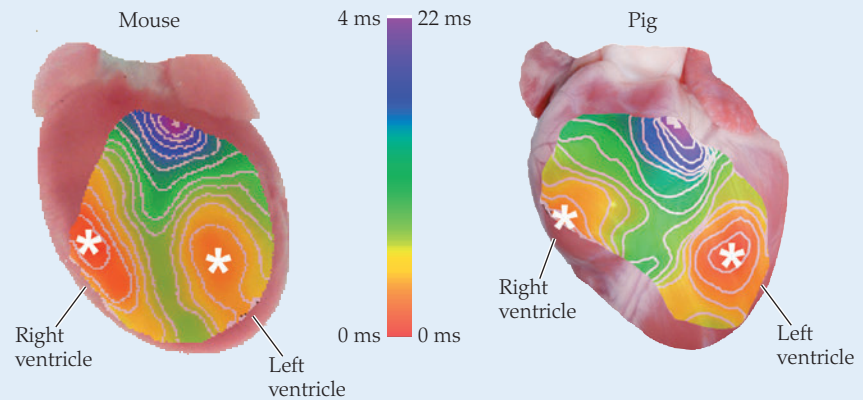 Mouse
4 ms 22 ms
Pig
Right
ventricle
0 ms 0 ms
Left
ventricle
Right
ventricle
Left
ventricle